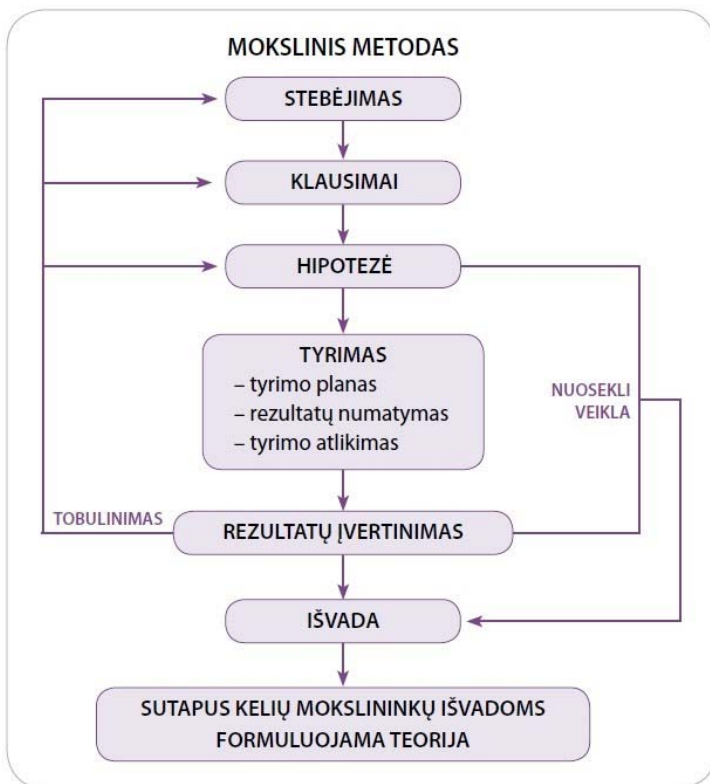 MOKSLINIS METODAS
STEBĖJIMAS
KLAUSIMAI
HIPOTEZĖ
TYRIMAS
– tyrimo planas
– rezultatų numatymas
– tyrimo atlikimas
NUOSEKLI
VEIKLA
TOBULINIMAS
REZULTATŲ ĮVERTINIMAS
IŠVADA
SUTAPUS KELIŲ MOKSLININKŲ IŠVADOMS
FORMULUOJAMA TEORIJA